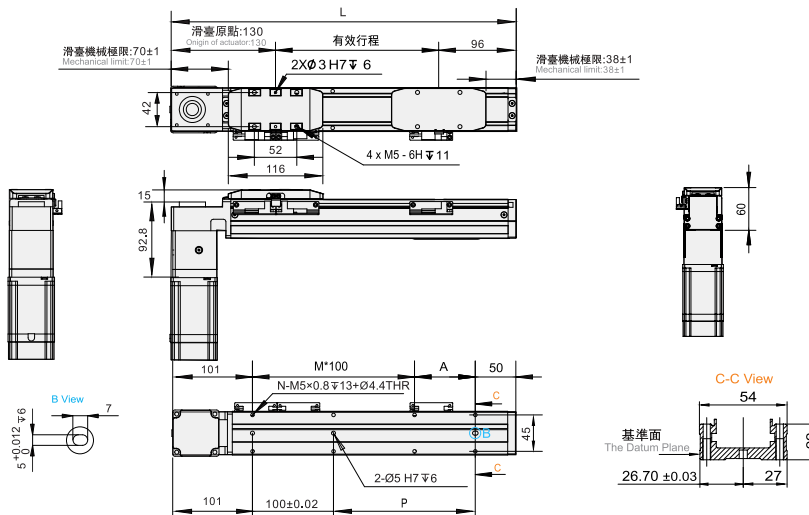 L
滑臺原點:130
Origin of actuator:130
有效行程
96
滑臺機械極限:70±1
Mechanical limit:70±1
滑臺機械極限:38±1
Mechanical limit:38±1
2XØ3H7↧6
42
52
4 x M5 - 6H↧11
116
15
92.8
60
101
M*100
A
50
N-M5×0.8↧13+Ø4.4THR
C
B View
7
5 +0.012 0 ↧6
B
45
2-Ø5 H7↧6
C
101
100±0.02
P
C-C View
54
基準面
The Datum Plane
26.70 ±0.03
27